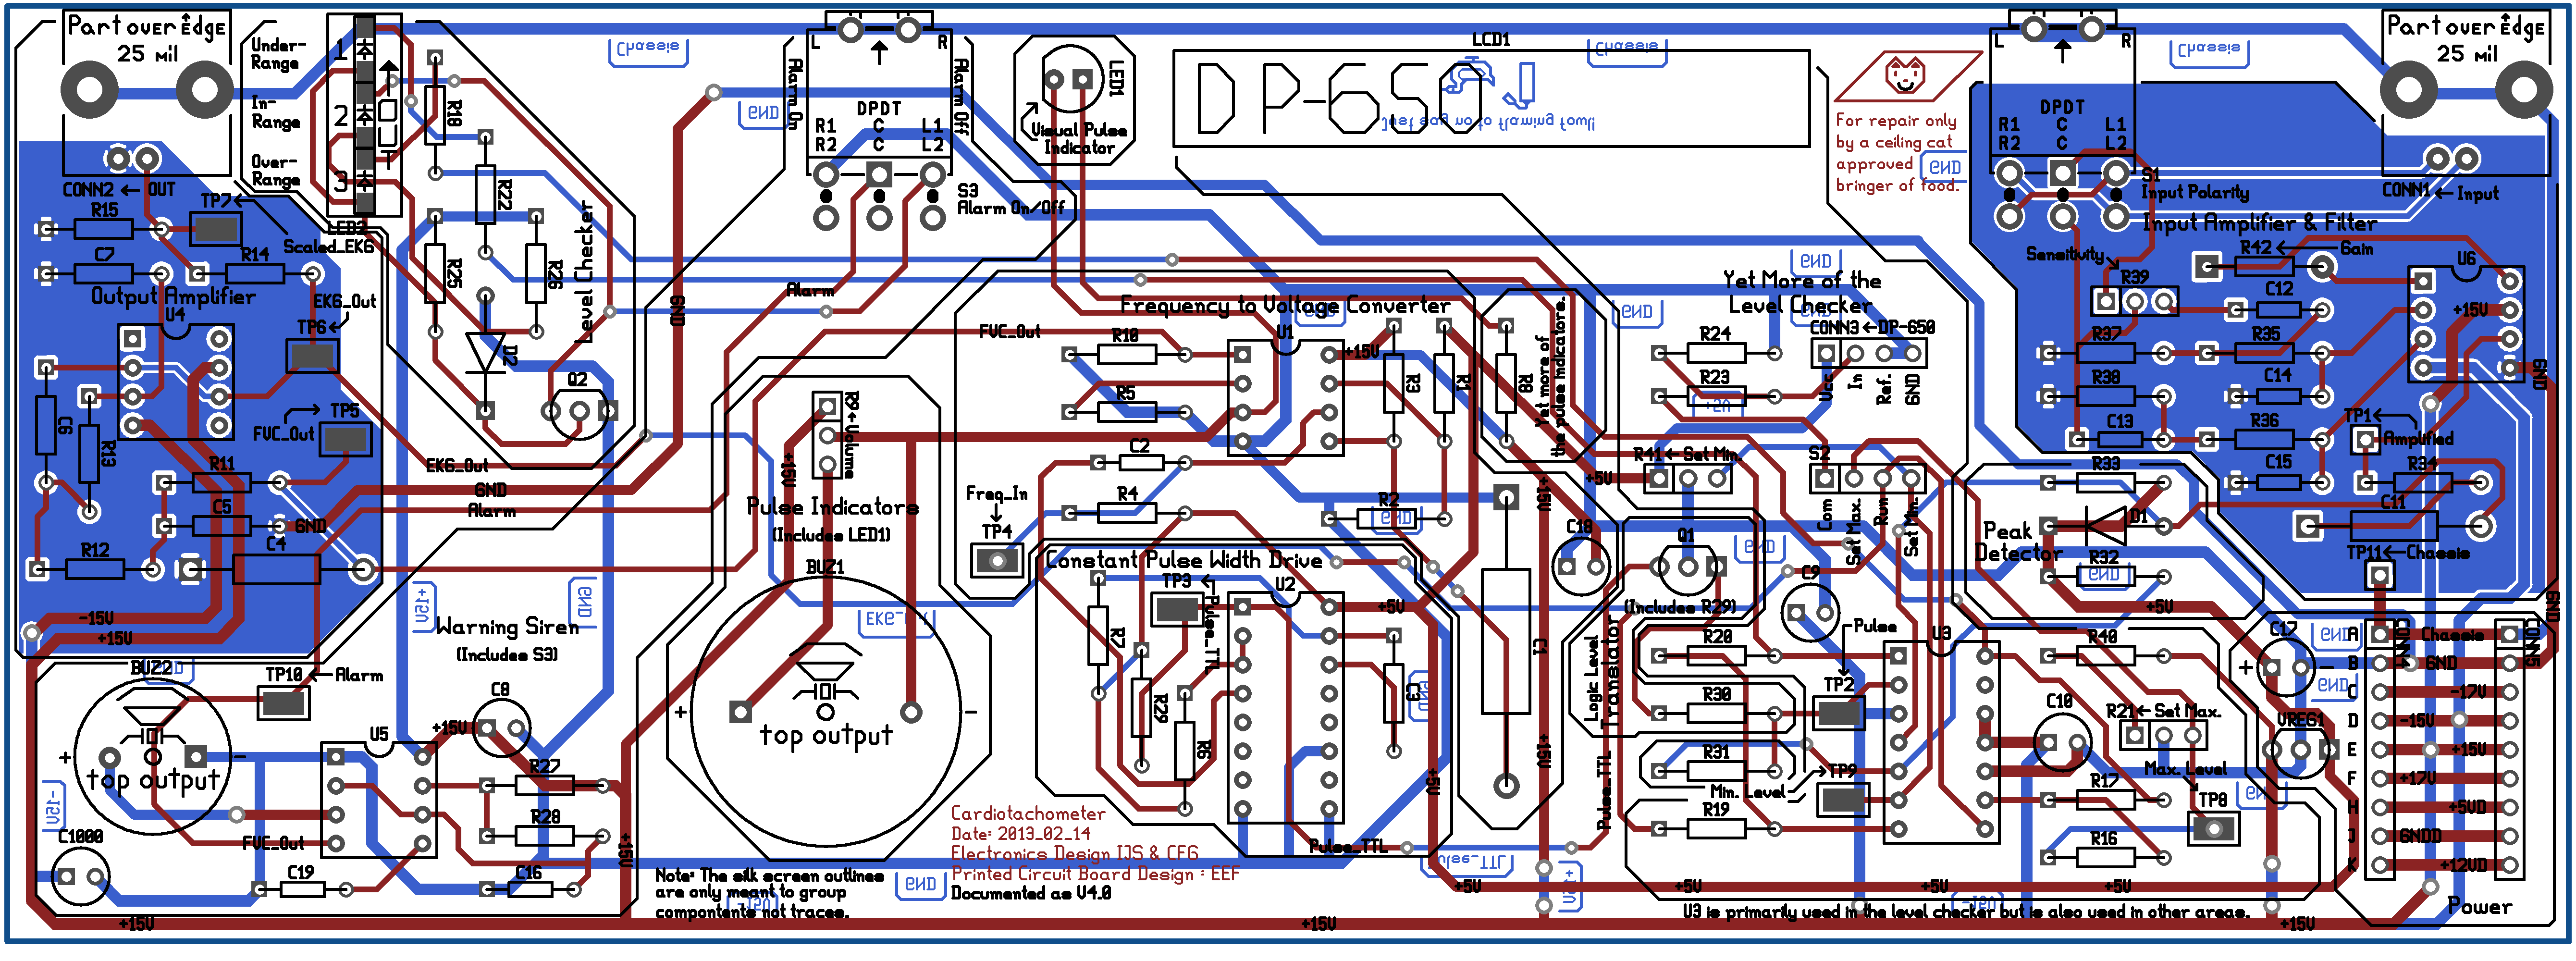 Part over Edge
25 mil
Under-
Range
1
In-
Range
2
Over-
Range
3
LED2
CONN2 ← OUT
R15
TP7
Scaled_EKG
C7
R14
Output Amplifier
U4
EKG_Out
TP6
TP5
FVC_Out
C6
R13
R11
C5
GND
R12
C4
-15V
+15V
R18
R22
R25
R26
Level Checker
D2
Q2
EKG_Out
GND
Alarm
GND
Chassis
GND
L
R
Alarm On
Alarm Off
DPDT
R1 C L1
R2 C L2
S3
Alarm On/Off
Alarm
LED1
Visual Pulse
Indicator
LCD1
DP-650
Chassis
For repair only
by a ceiling cat
approved
bringer of food.
GND
L
R
DPDT
R1 C L1
R2 C L2
S1
Input Polarity
Chassis
Part over Edge
25 mil
CONN1 ← Input
Input Amplifier & Filter
Sensitivity
R39
R42 ← Gain
U6
C12
+15V
R37
R35
R38
C14
GND
C13
R36
TP1
Amplified
C15
R34
C11
TP11 ← Chassis
Frequency to Voltage Converter
FVC_Out
R10
U1
+15V
R5
R3
R1
R8
Yet more of
the pulse indicators.
C2
Freq_In
TP4
R4
R2
GND
+15V
Yet More of the
Level Checker
GND
R24
CONN3 ← DP-650
R23
+5V
Vcc
In
Ref.
GND
R41 ← Set Min.
+5V
S2
Com
Set Max.
Run
Set Min.
R33
Peak
Detector
D1
R32
GND
+5V
R9 ← Volume
+15V
Pulse Indicators
(Includes LED1)
BUZ1
+
-
top output
Constant Pulse Width Drive
TP3
Pulse_TTL
U2
+5V
R7
R29
R6
C3
GND
C1
+5V
Pulse_TTL
C18
Q1
GND
(Includes R29)
C9
Logic Level
Translator
Pulse_TTL
R20
R30
R31
Min. Level
R19
Pulse
TP2
TP9
U3
R40
C10
R21 ← Set Max.
Max. Level
R17
TP8
GND
R16
C17
+
-
VREG1
GND
CONN4
CONN5
A Chassis
B GND
C -17V
D -15V
E +15V
F +17V
H +5VD
J GNDD
K +12VD
Power
+15V
GND
Warning Siren
(Includes S3)
BUZ2
GND
+
-
top output
TP10 ← Alarm
C8
+15V
U5
R27
R28
FVC_Out
-15V
C1000
C19
C16
+15V
Note: The silk screen outlines
are only meant to group
compontents not traces.
GND
Cardiotachometer
Date: 2013_02_14
Electronics Design IJS & CFG
Printed Circuit Board Design : EEF
Documented as V4.0
+5V
+5V
+5V
+5V
U3 is primarily used in the level checker but is also used in other areas.
+15V
+15V
+15V